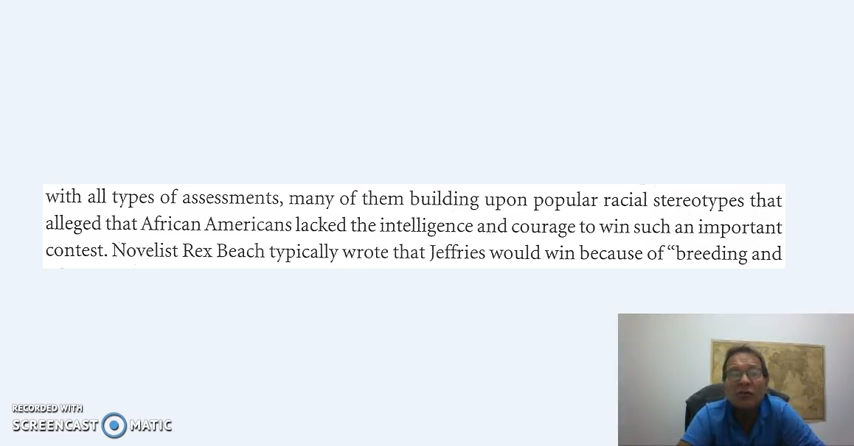 with all types of assessments, many of them building upon popular racial stereotypes that
alleged that African Americans lacked the intelligence and courage to win such an important
contest. Novelist Rex Beach typically wrote that Jeffries would win because of “breeding and
RECORDED WITH
SCREENCAST MATIC